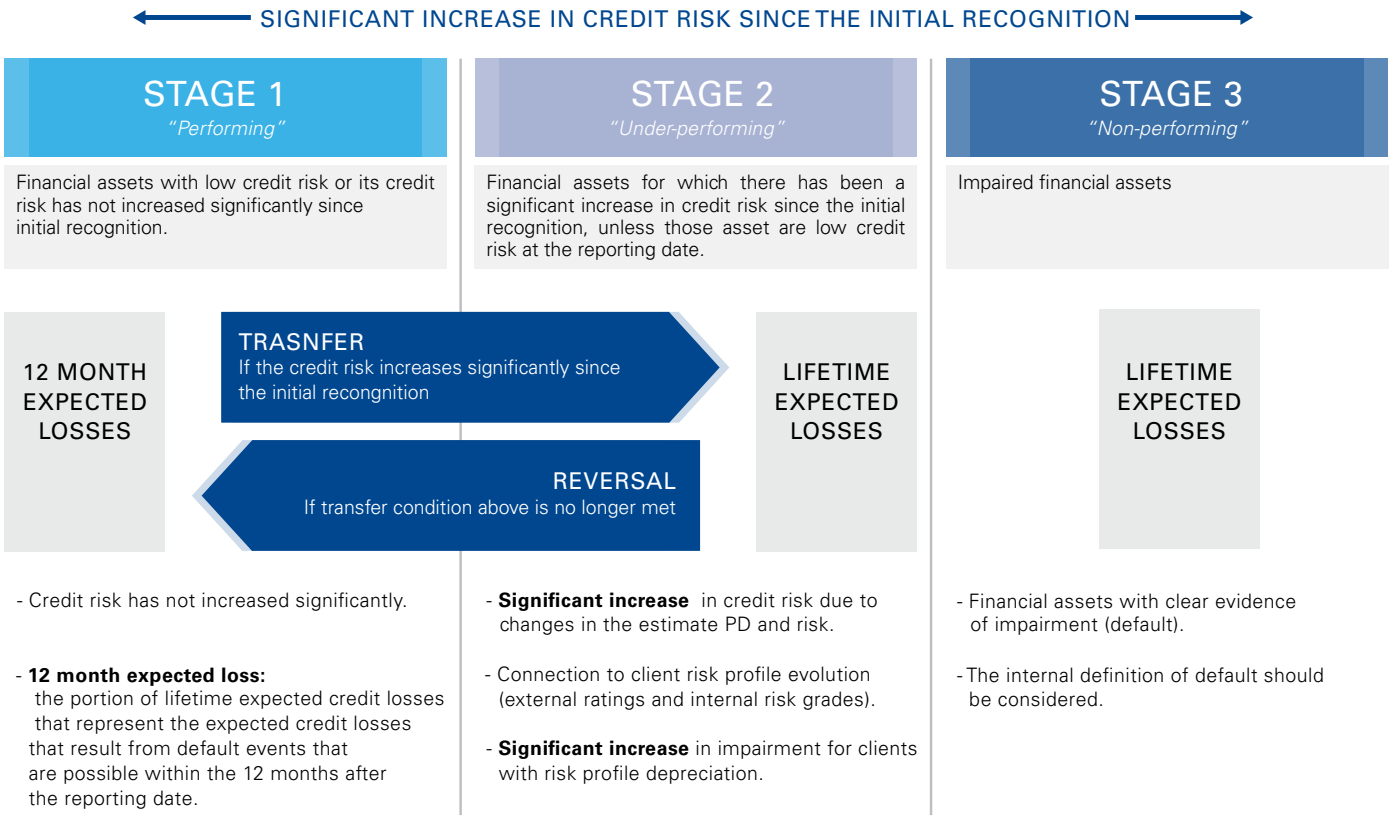 SIGNIFICANT INCREASE IN CREDIT RISK SINCE THE INITIAL RECOGNITION
STAGE 1
"Performing"
Financial assets with low credit risk or its credit
risk has not increased significantly since
initial recognition.
STAGE 2
"Under-performing"
Financial assets for which there has been a
significant increase in credit risk since the initial
recognition, unless those asset are low credit
risk at the reporting date.
STAGE 3
"Non-performing"
Impaired financial assets
12 MONTH
EXPECTED
LOSSES
TRASNFER
If the credit risk increases significantly since
the initial recongnition
REVERSAL
If transfer condition above is no longer met
LIFETIME
EXPECTED
LOSSES
LIFETIME
EXPECTED
LOSSES
- Credit risk has not increased significantly.
- 12 month expected loss:
the portion of lifetime expected credit losses
that represent the expected credit losses
that result from default events that
are possible within the 12 months after
the reporting date.
- Significant increase in credit risk due to
changes in the estimate PD and risk.
- Connection to client risk profile evolution
(external ratings and internal risk grades).
- Significant increase in impairment for clients
with risk profile depreciation.
- Financial assets with clear evidence
of impairment (default).
- The internal definition of default should
be considered.